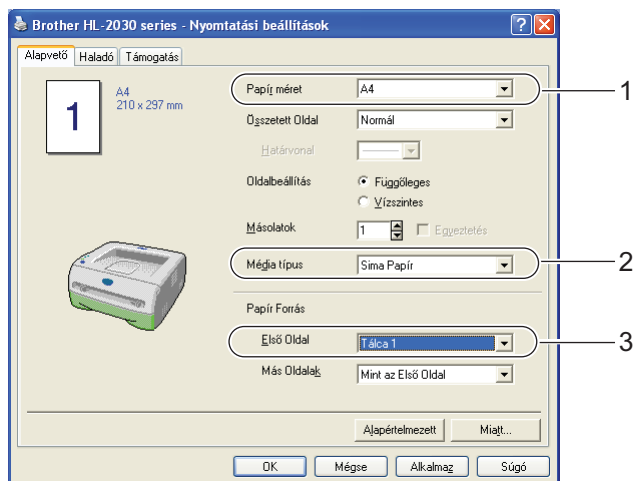 Brother HL-2030 series - Nyomtatási beállítások
Alapvető Haladó Támogatás
1
A4
210 x 297 mm
Papír méret A4 1
Összetett Oldal Normál
Határvonal
Oldalbeállítás Függőleges
Vízszintes
Másolatok 1 Egyeztetés
Média típus Sima Papír 2
Papír Forrás
Első Oldal Tálca 1 3
Más Oldalak Mint az Első Oldal
Alapértelmezett Miatt...
OK Mégse Alkalmaz Súgó